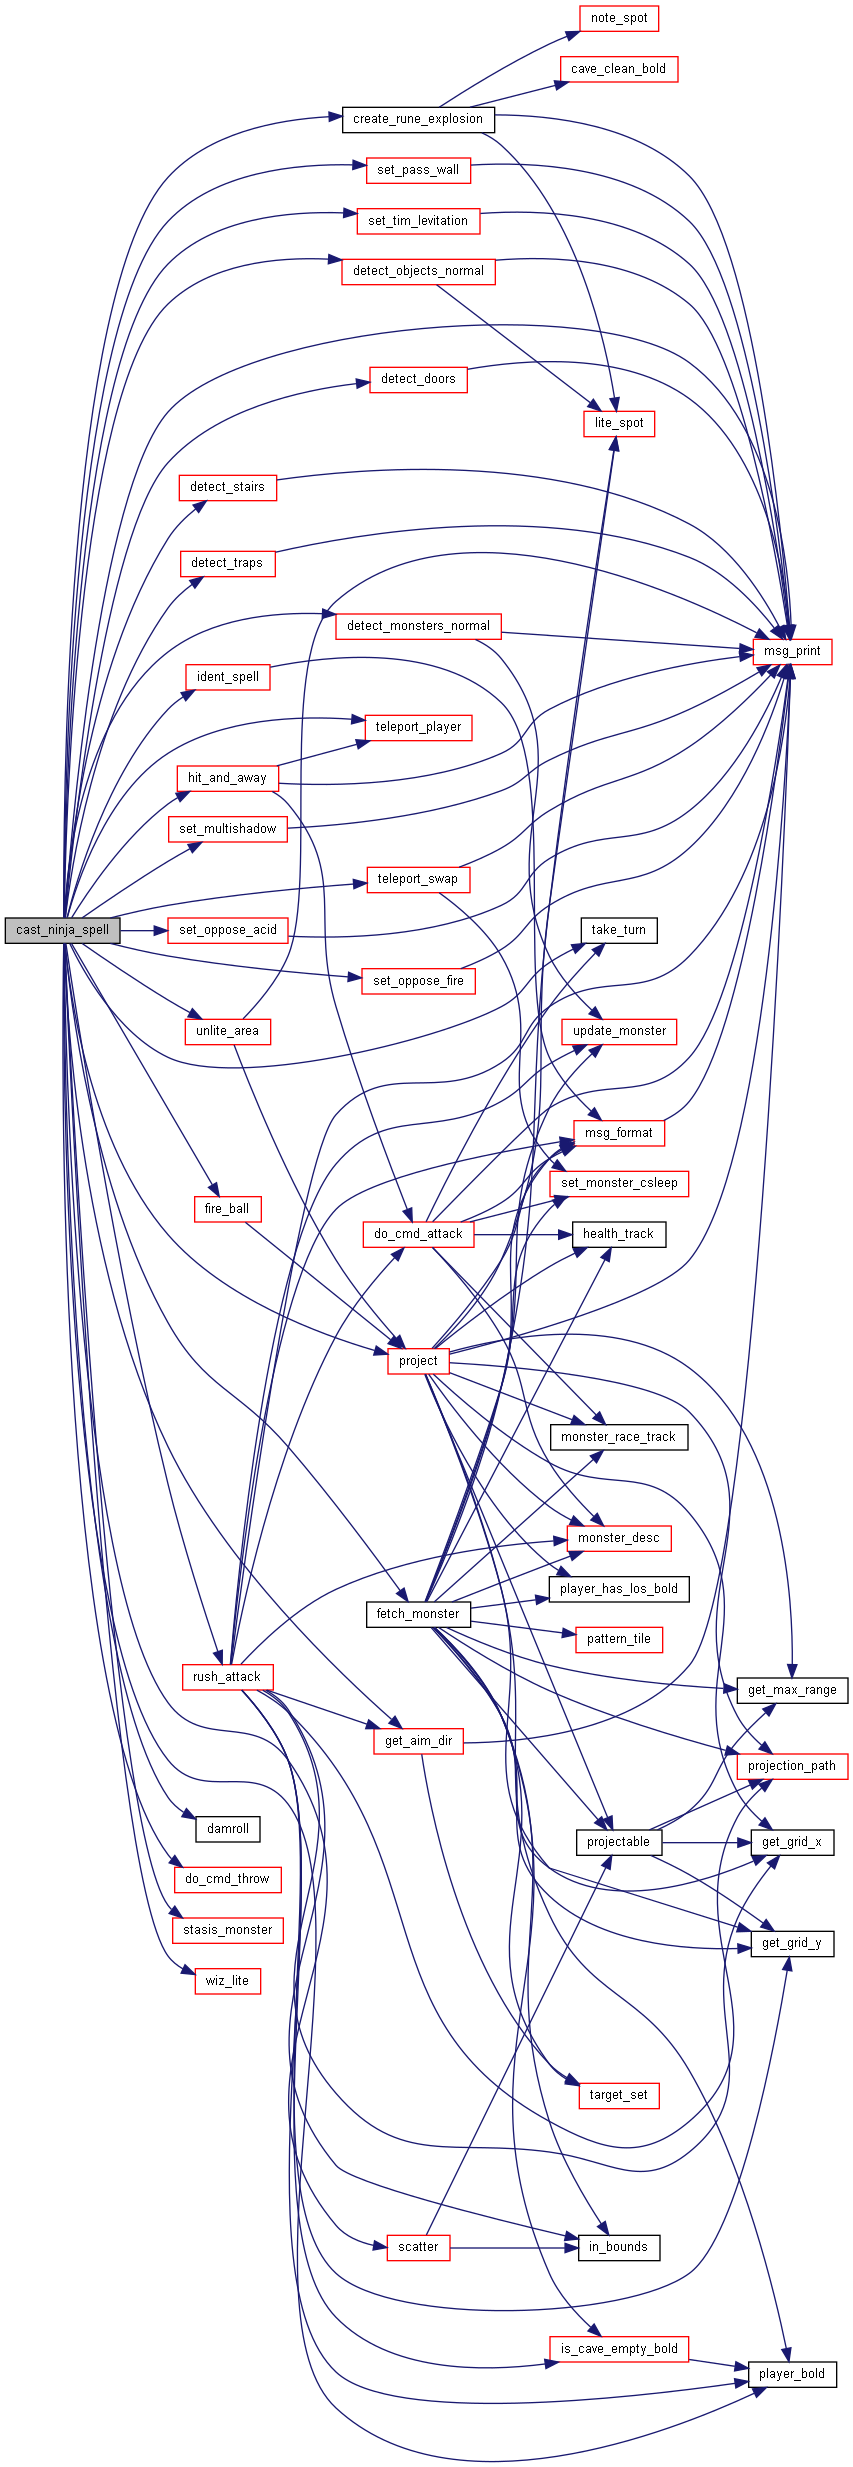 note_spot
cave_clean_bold
create_rune_explosion
set_pass_wall
set_tim_levitation
detect_objects_normal
detect_doors
lite_spot
detect_stairs
detect_traps
detect_monsters_normal
msg_print
ident_spell
teleport_player
hit_and_away
set_multishadow
teleport_swap
cast_ninja_spell
set_oppose_acid
take_turn
set_oppose_fire
unlite_area
update_monster
msg_format
set_monster_csleep
fire_ball
do_cmd_attack
health_track
project
monster_race_track
monster_desc
player_has_los_bold
fetch_monster
pattern_tile
rush_attack
get_max_range
get_aim_dir
projection_path
damroll
projectable
get_grid_x
do_cmd_throw
stasis_monster
get_grid_y
wiz_lite
target_set
scatter
in_bounds
is_cave_empty_bold
player_bold